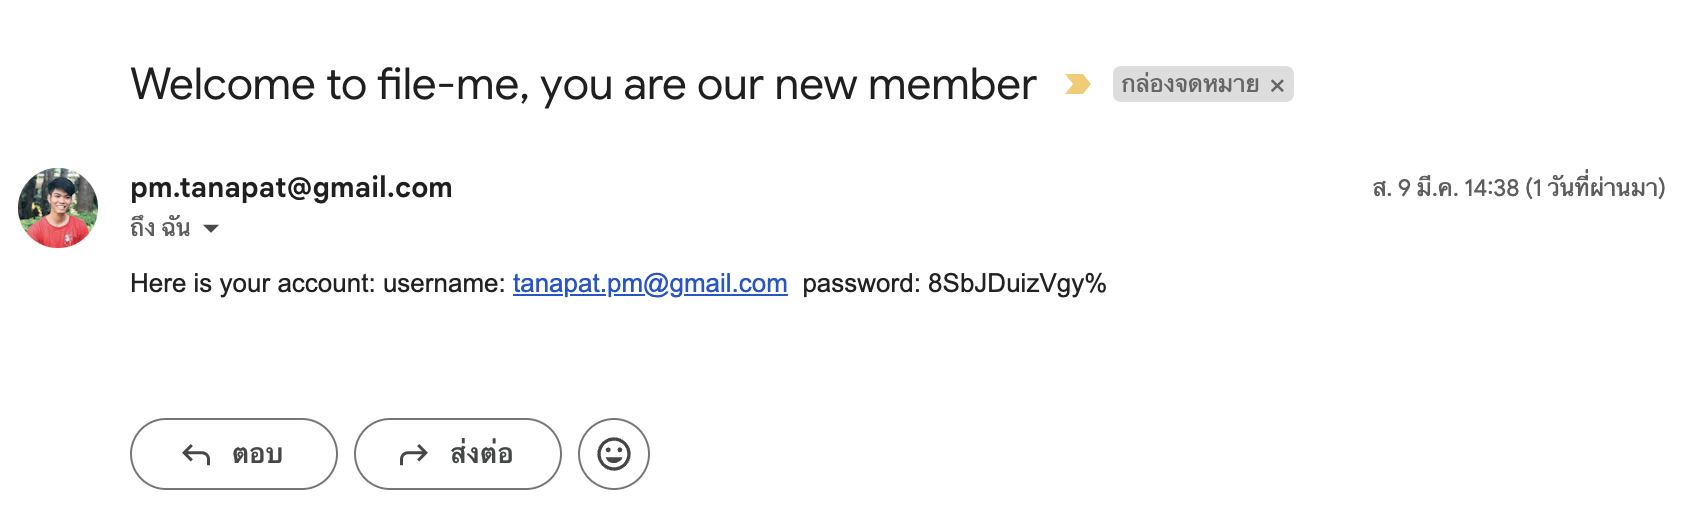 Welcome to file-me, you are our new member กล่องจดหมาย ×
pm.tanapat@gmail.com ส. 9 มี.ค. 14:38 (1 วันที่ผ่านมา)
ถึง ฉัน
Here is your account: username: tanapat.pm@gmail.com password: 8SbJDuizVgy%
ตอบ ส่งต่อ